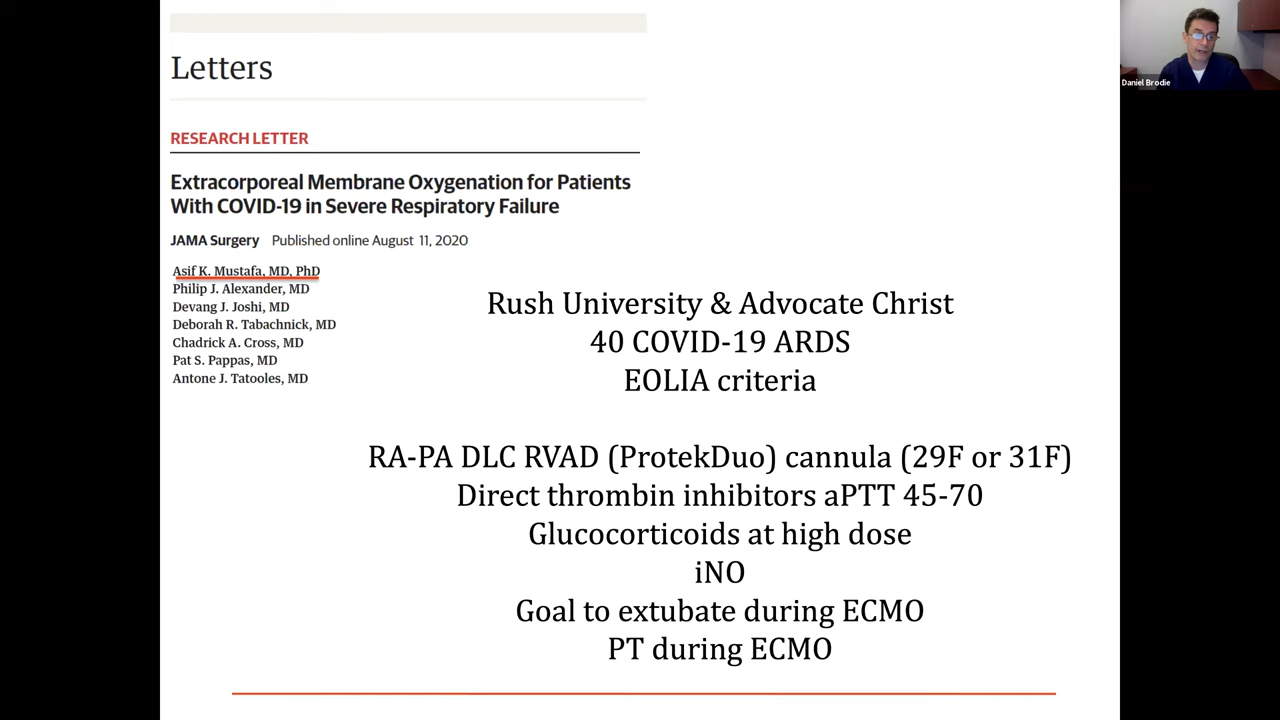 Letters
RESEARCH LETTER
Extracorporeal Membrane Oxygenation for Patients
With COVID-19 in Severe Respiratory Failure
JAMA Surgery Published online August 11, 2020
Asif K. Mustafa, MD, PhD
Philip J. Alexander, MD
Devang J. Joshi, MD
Deborah R. Tabachnick, MD
Chadrick A. Cross, MD
Pat S. Pappas, MD
Antone J. Tatooles, MD
Rush University & Advocate Christ
40 COVID-19 ARDS
EOLIA criteria
RA-PA DLC RVAD (ProtekDuo) cannula (29F or 31F)
Direct thrombin inhibitors aPTT 45-70
Glucocorticoids at high dose
iNO
Goal to extubate during ECMO
PT during ECMO
Daniel Brodie